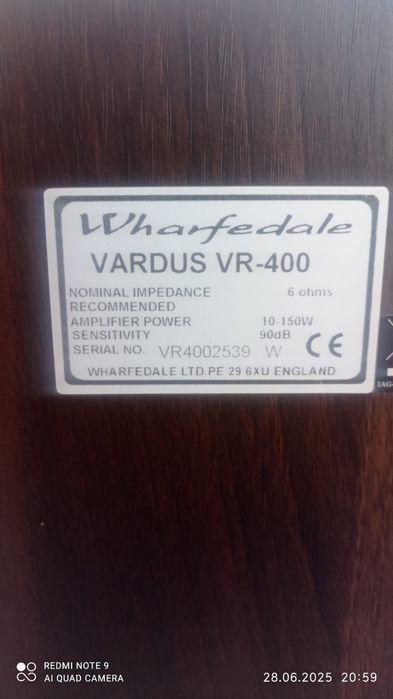 Wharfedale
VARDUS VR-400
NOMINAL IMPEDANCE 6 ohms
RECOMMENDED
AMPLIFIER POWER 10-150W
SENSITIVITY 90dB
SERIAL NO. VR4002539 W CE
WHARFEDALE LTD.PE 29 6XU ENGLAND
IAG-
REDMI NOTE 9
AI QUAD CAMERA
28.06.2025 20:59